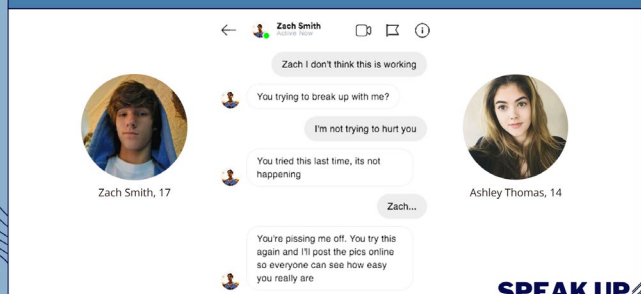 Zach Smith
Active Now
Zach I don't think this is working
You trying to break up with me?
I'm not trying to hurt you
You tried this last time, its not
happening
Zach...
You're pissing me off. You try this
again and I'll post the pics online
so everyone can see how easy
you really are
Zach Smith, 17
Ashley Thomas, 14
SPEAK UP